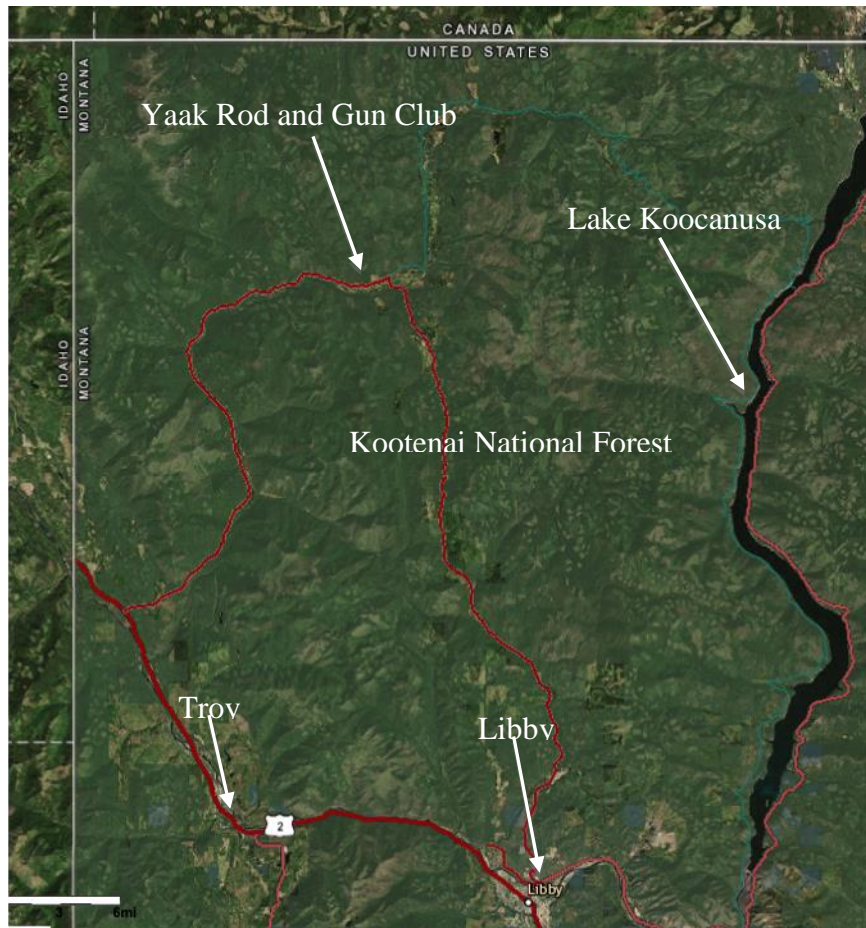 CANADA
UNITED STATES
IDAHO
MONTANA
Yaak Rod and Gun Club
Lake Koocanusa
IDAHO
MONTANA
Kootenai National Forest
Troy
Libby
2
Libby
3 6mi